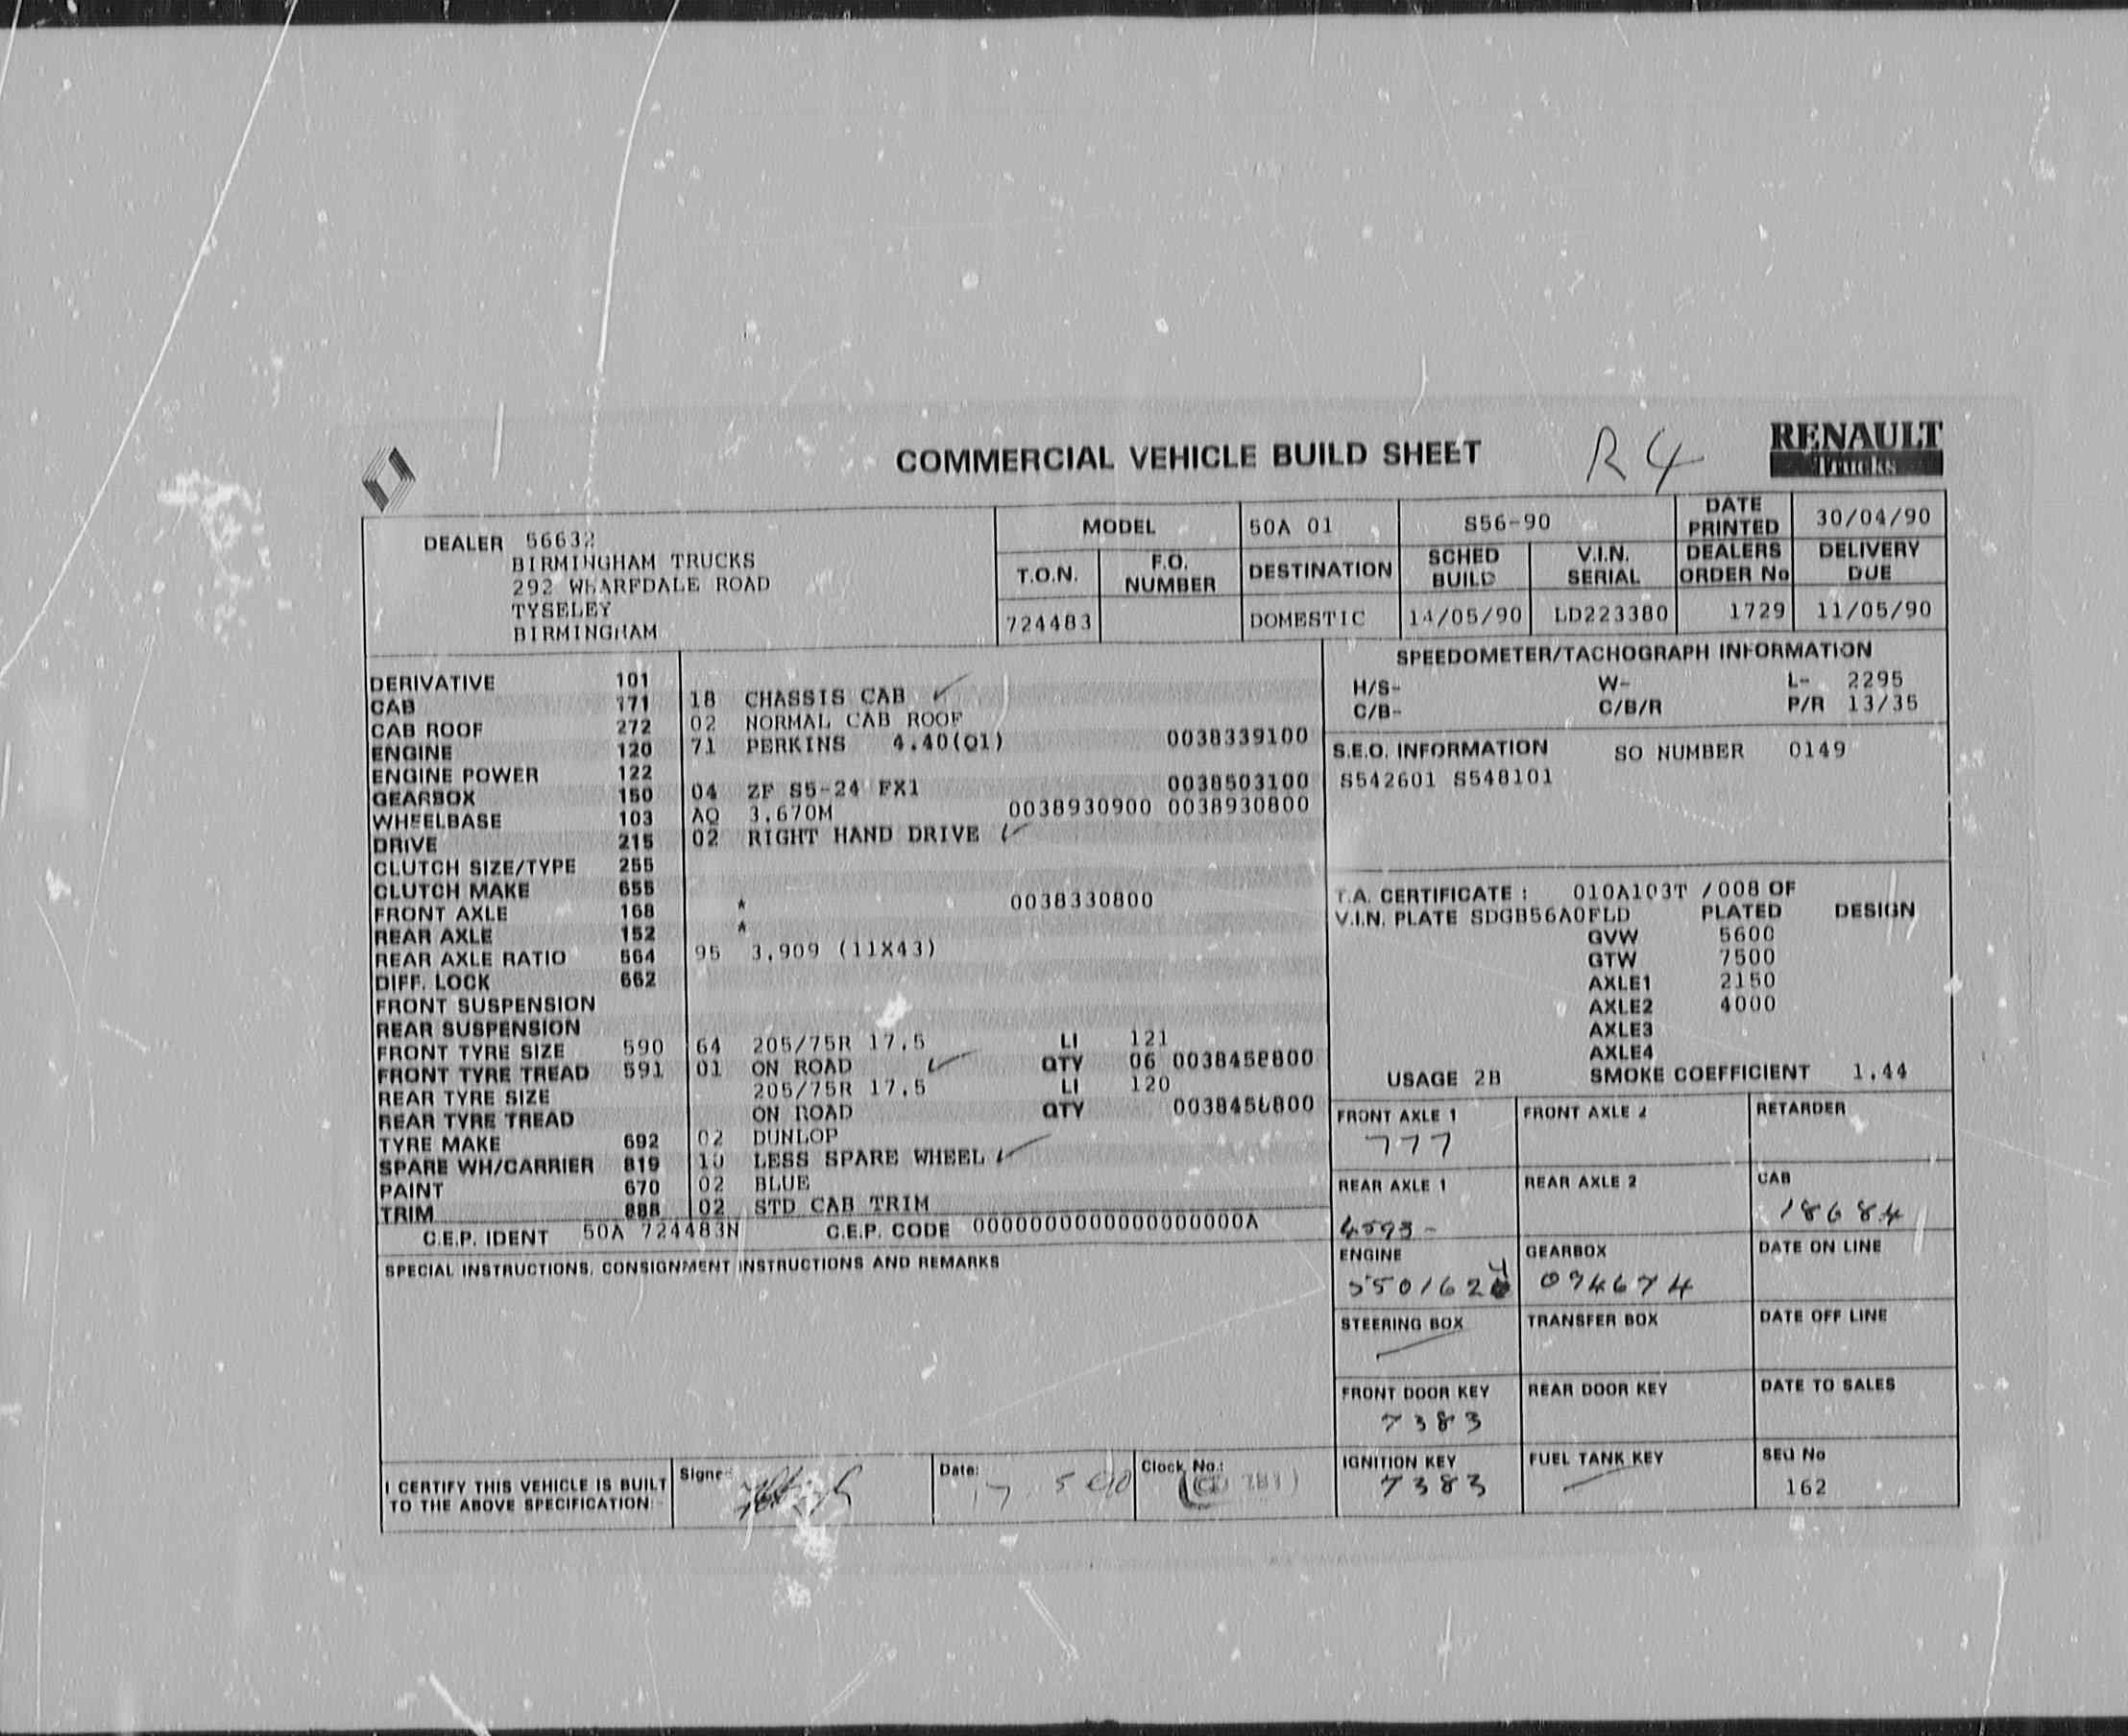 COMMERCIAL VEHICLE BUILD SHEET R4 RENAULT Trucks
DEALER 56632
BIRMINGHAM TRUCKS
292 WHARFDALE ROAD
TYSELEY
BIRMINGHAM
MODEL 50A 01 S56-90 DATE PRINTED 30/04/90
T.O.N. F.O. NUMBER DESTINATION SCHED BUILD V.I.N. SERIAL DEALERS ORDER No DELIVERY DUE
724483 DOMESTIC 14/05/90 LD223380 1729 11/05/90
DERIVATIVE 101
CAB 171 18 CHASSIS CAB
CAB ROOF 272 02 NORMAL CAB ROOF
ENGINE 120 71 PERKINS 4.40(Q1) 0038339100
ENGINE POWER 122
GEARBOX 150 04 ZF S5-24 FX1 0038503100
WHEELBASE 103 AQ 3.670M 0038930900 0038930800
DRIVE 215 02 RIGHT HAND DRIVE
CLUTCH SIZE/TYPE 255
CLUTCH MAKE 655
FRONT AXLE 168 * 0038330800
REAR AXLE 152 *
REAR AXLE RATIO 564 95 3.909 (11X43)
DIFF. LOCK 662
FRONT SUSPENSION
REAR SUSPENSION
FRONT TYRE SIZE 590 64 205/75R 17.5 LI 121
FRONT TYRE TREAD 591 01 ON ROAD QTY 06
REAR TYRE SIZE 205/75R 17.5 LI 120
REAR TYRE TREAD ON ROAD QTY
TYRE MAKE 692 02 DUNLOP
SPARE WH/CARRIER 819 10 LESS SPARE WHEEL
PAINT 670 02 BLUE
TRIM 888 02 STD CAB TRIM
C.E.P. IDENT 50A 724483N C.E.P. CODE 0000000000000000000A
SPECIAL INSTRUCTIONS, CONSIGNMENT INSTRUCTIONS AND REMARKS
SPEEDOMETER/TACHOGRAPH INFORMATION
H/S- W- L- 2295
C/B- C/B/R P/R 13/35
S.E.O. INFORMATION SO NUMBER 0149
S542601 S548101
T.A. CERTIFICATE : 010A103T /008 OF
V.I.N. PLATE SDGB56A0FLD PLATED DESIGN
GVW 5600
GTW 7500
AXLE1 2150
AXLE2 4000
AXLE3
AXLE4
USAGE 2B SMOKE COEFFICIENT 1.44
FRONT AXLE 1 FRONT AXLE 2 RETARDER
777
REAR AXLE 1 REAR AXLE 2 CAB
4593- 18684
ENGINE GEARBOX DATE ON LINE
094674
STEERING BOX TRANSFER BOX DATE OFF LINE
FRONT DOOR KEY REAR DOOR KEY DATE TO SALES
7383
IGNITION KEY FUEL TANK KEY SEQ No
7383 162
I CERTIFY THIS VEHICLE IS BUILT
TO THE ABOVE SPECIFICATION:-
Signed Date: 17 5 90 Clock No.: